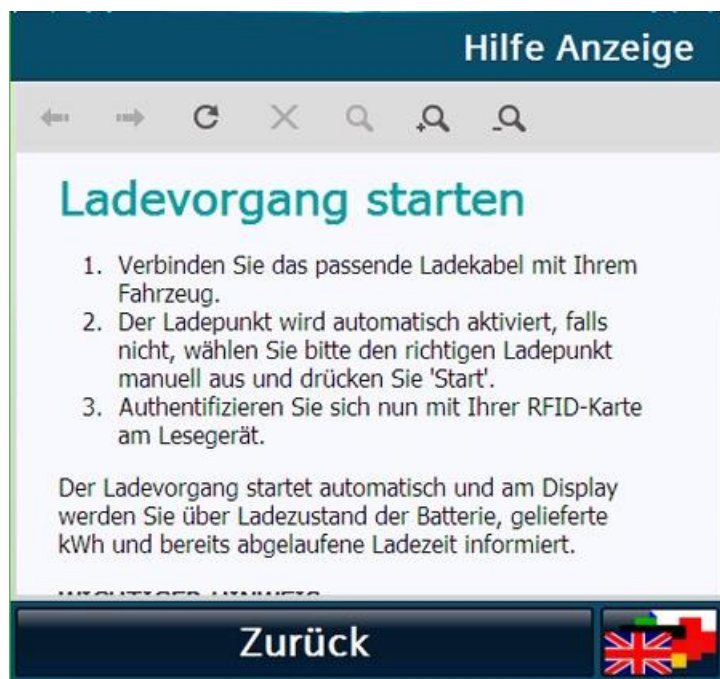 Hilfe Anzeige
Ladevorgang starten
1. Verbinden Sie das passende Ladekabel mit Ihrem
Fahrzeug.
2. Der Ladepunkt wird automatisch aktiviert, falls
nicht, wählen Sie bitte den richtigen Ladepunkt
manuell aus und drücken Sie 'Start'.
3. Authentifizieren Sie sich nun mit Ihrer RFID-Karte
am Lesegerät.
Der Ladevorgang startet automatisch und am Display
werden Sie über Ladezustand der Batterie, gelieferte
kWh und bereits abgelaufene Ladezeit informiert.
Zurück